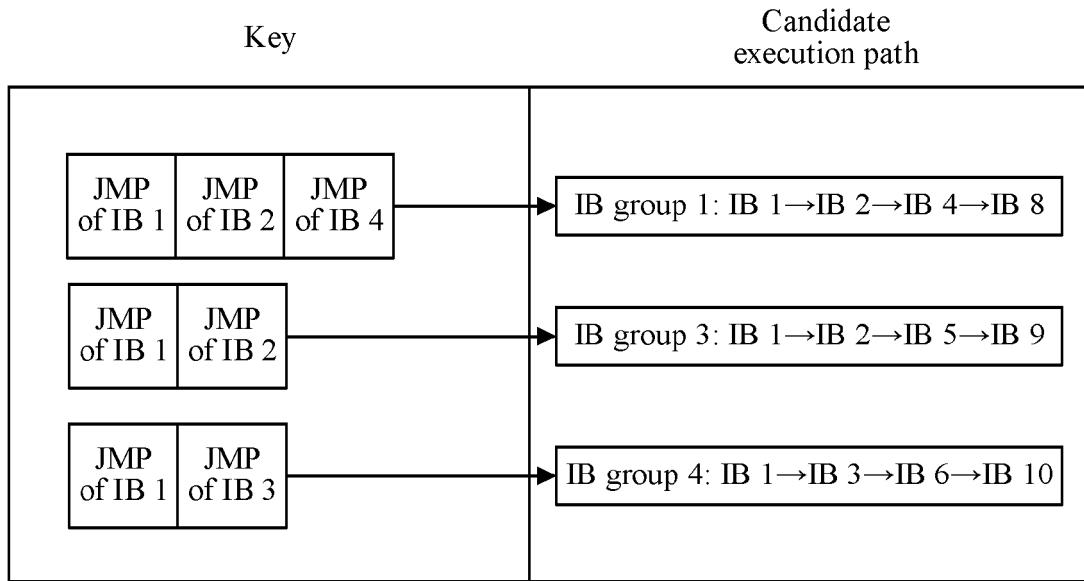 Key
Candidate
execution path
JMP
of IB 1
JMP
of IB 2
JMP
of IB 4
IB group 1: IB 1→IB 2→IB 4→IB 8
JMP
of IB 1
JMP
of IB 2
IB group 3: IB 1→IB 2→IB 5→IB 9
JMP
of IB 1
JMP
of IB 3
IB group 4: IB 1→IB 3→IB 6→IB 10